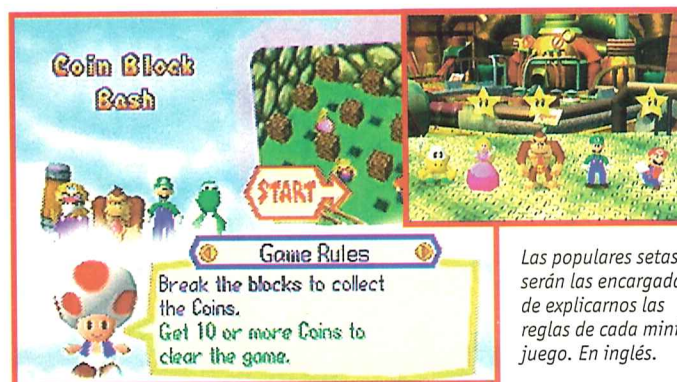 Coin Block
Bash
START
Game Rules
Break the blocks to collect
the Coins.
Get 10 or more Coins to
clear the game.
Las populares setas
serán las encargad
de explicarnos las
reglas de cada mini
juego. En inglés.